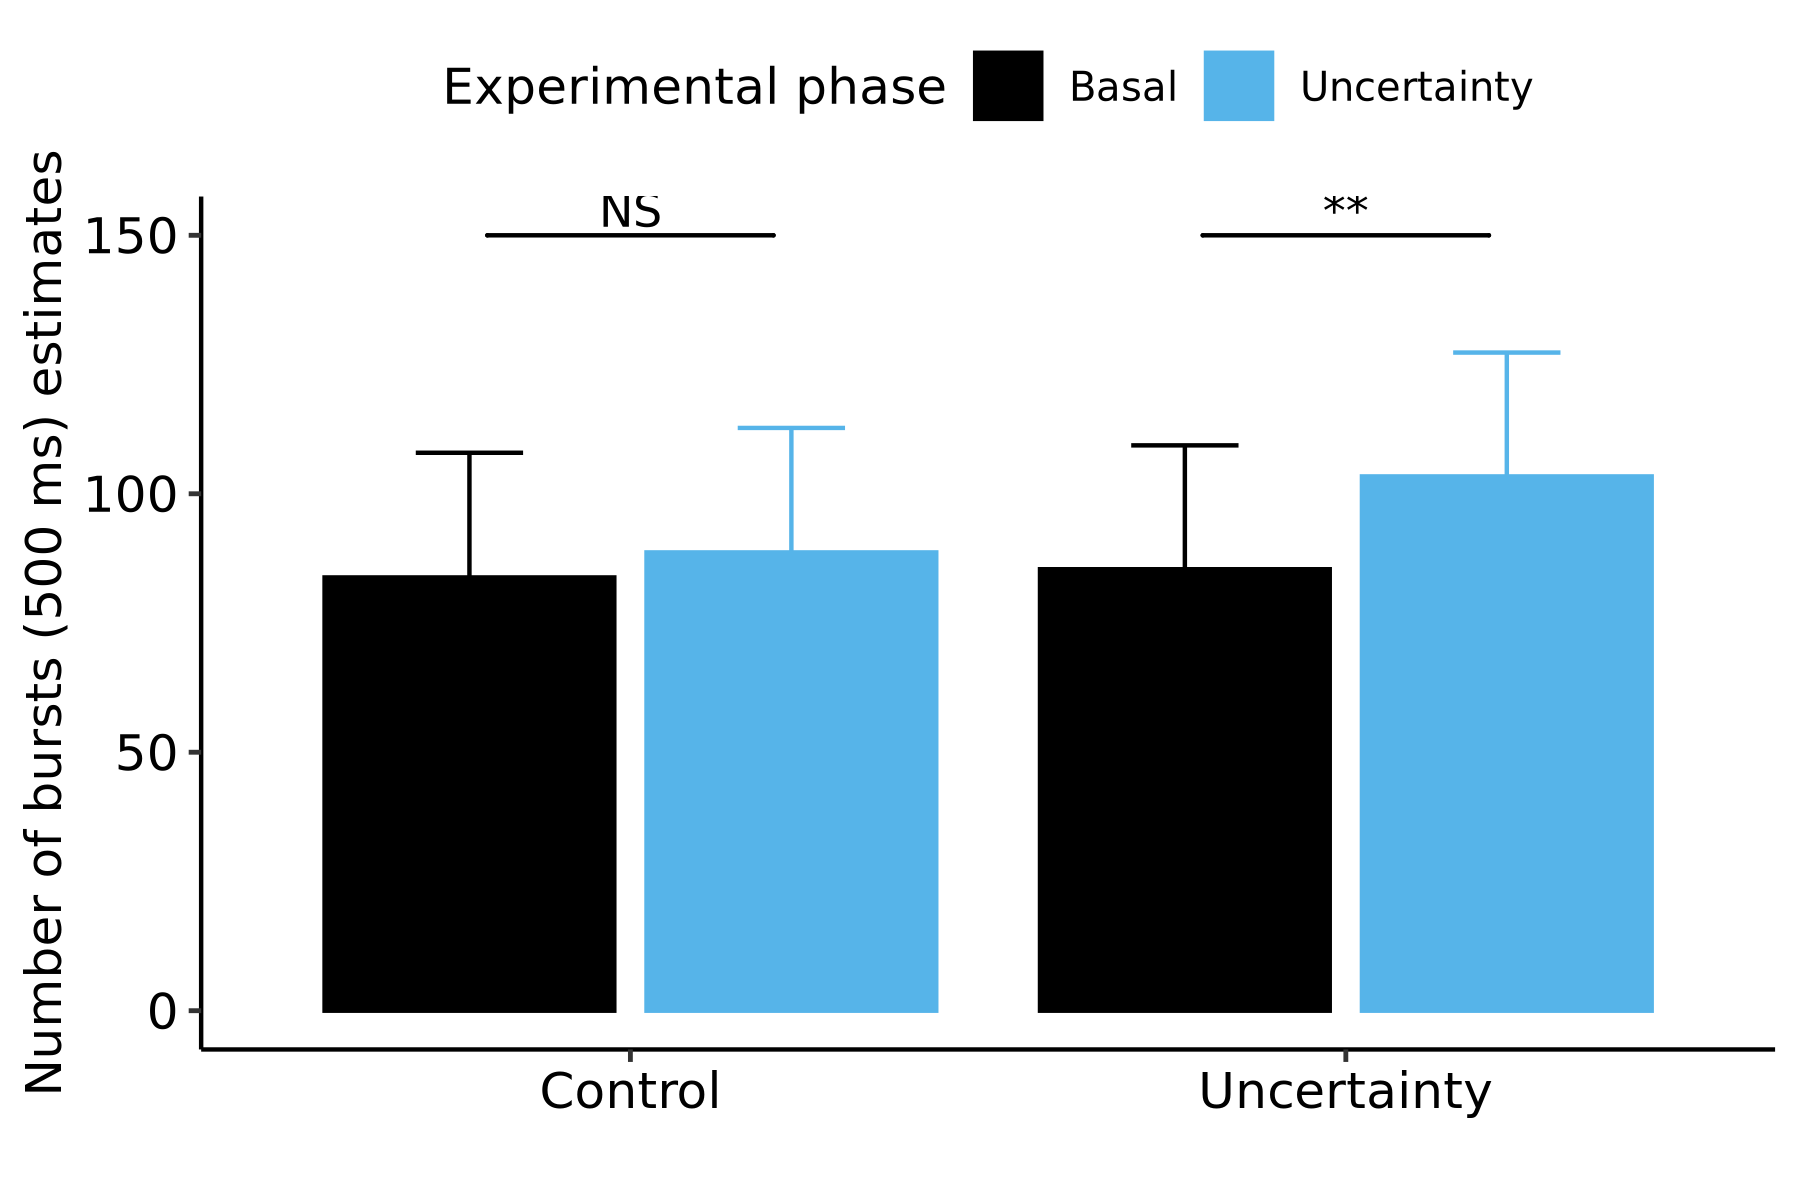 Experimental phase Basal Uncertainty
Number of bursts (500 ms) estimates
NS **
150
100
50
0
Control Uncertainty